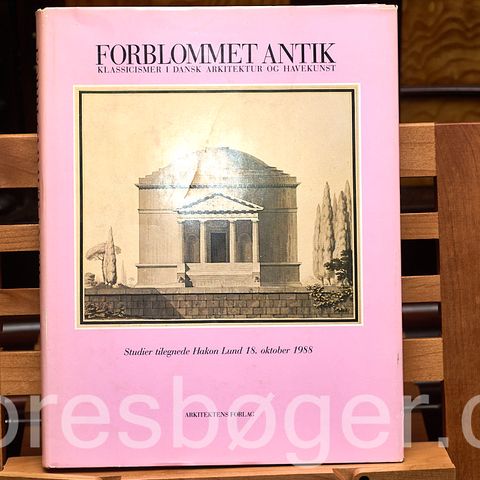 FORBLOMMET ANTIK
KLASSICISMER I DANSK ARKITEKTUR OG HAVEKUNST
Studier tilegnede Hakon Lund 18. oktober 1988
ARKITEKTENS FORLAG
oresbøger.d